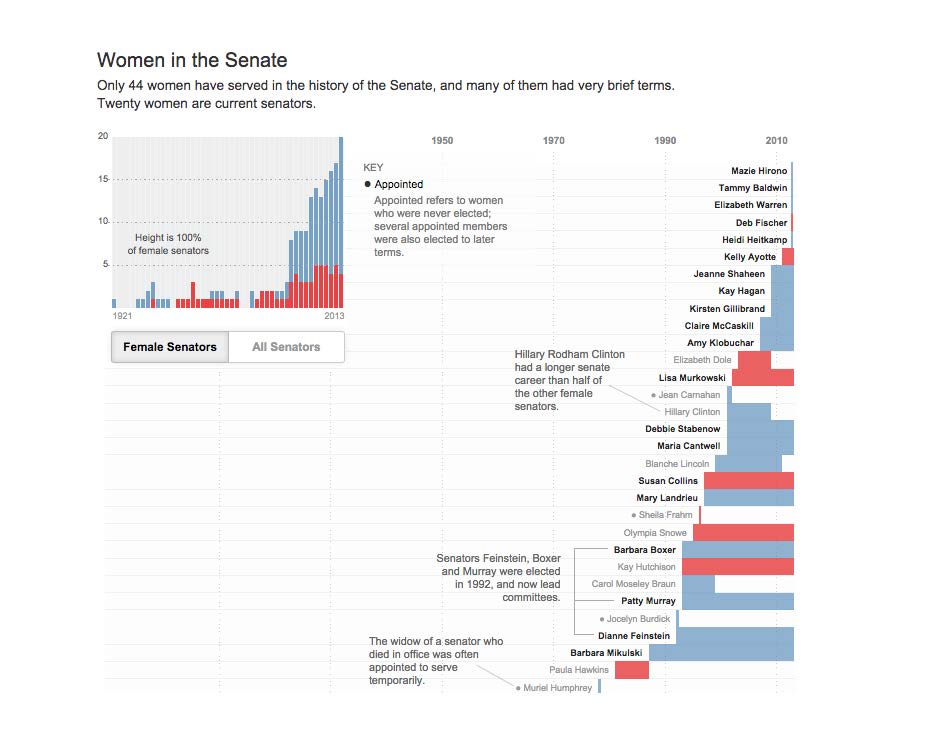 Women in the Senate
Only 44 women have served in the history of the Senate, and many of them had very brief terms.
Twenty women are current senators.
20
15
10
5
Height is 100%
of female senators
1921
2013
Female Senators
All Senators
1950
1970
1990
2010
KEY
● Appointed
Appointed refers to women
who were never elected;
several appointed members
were also elected to later
terms.
Mazie Hirono
Tammy Baldwin
Elizabeth Warren
Deb Fischer
Heidi Heitkamp
Kelly Ayotte
Jeanne Shaheen
Kay Hagan
Kirsten Gillibrand
Claire McCaskill
Amy Klobuchar
Elizabeth Dole
Lisa Murkowski
● Jean Carnahan
Hillary Clinton
Hillary Rodham Clinton
had a longer senate
career than half of
the other female
senators.
Debbie Stabenow
Maria Cantwell
Blanche Lincoln
Susan Collins
Mary Landrieu
● Sheila Frahm
Olympia Snowe
Barbara Boxer
Kay Hutchison
Carol Moseley Braun
Patty Murray
● Jocelyn Burdick
Dianne Feinstein
Senators Feinstein, Boxer
and Murray were elected
in 1992, and now lead
committees.
Barbara Mikulski
Paula Hawkins
● Muriel Humphrey
The widow of a senator who
died in office was often
appointed to serve
temporarily.